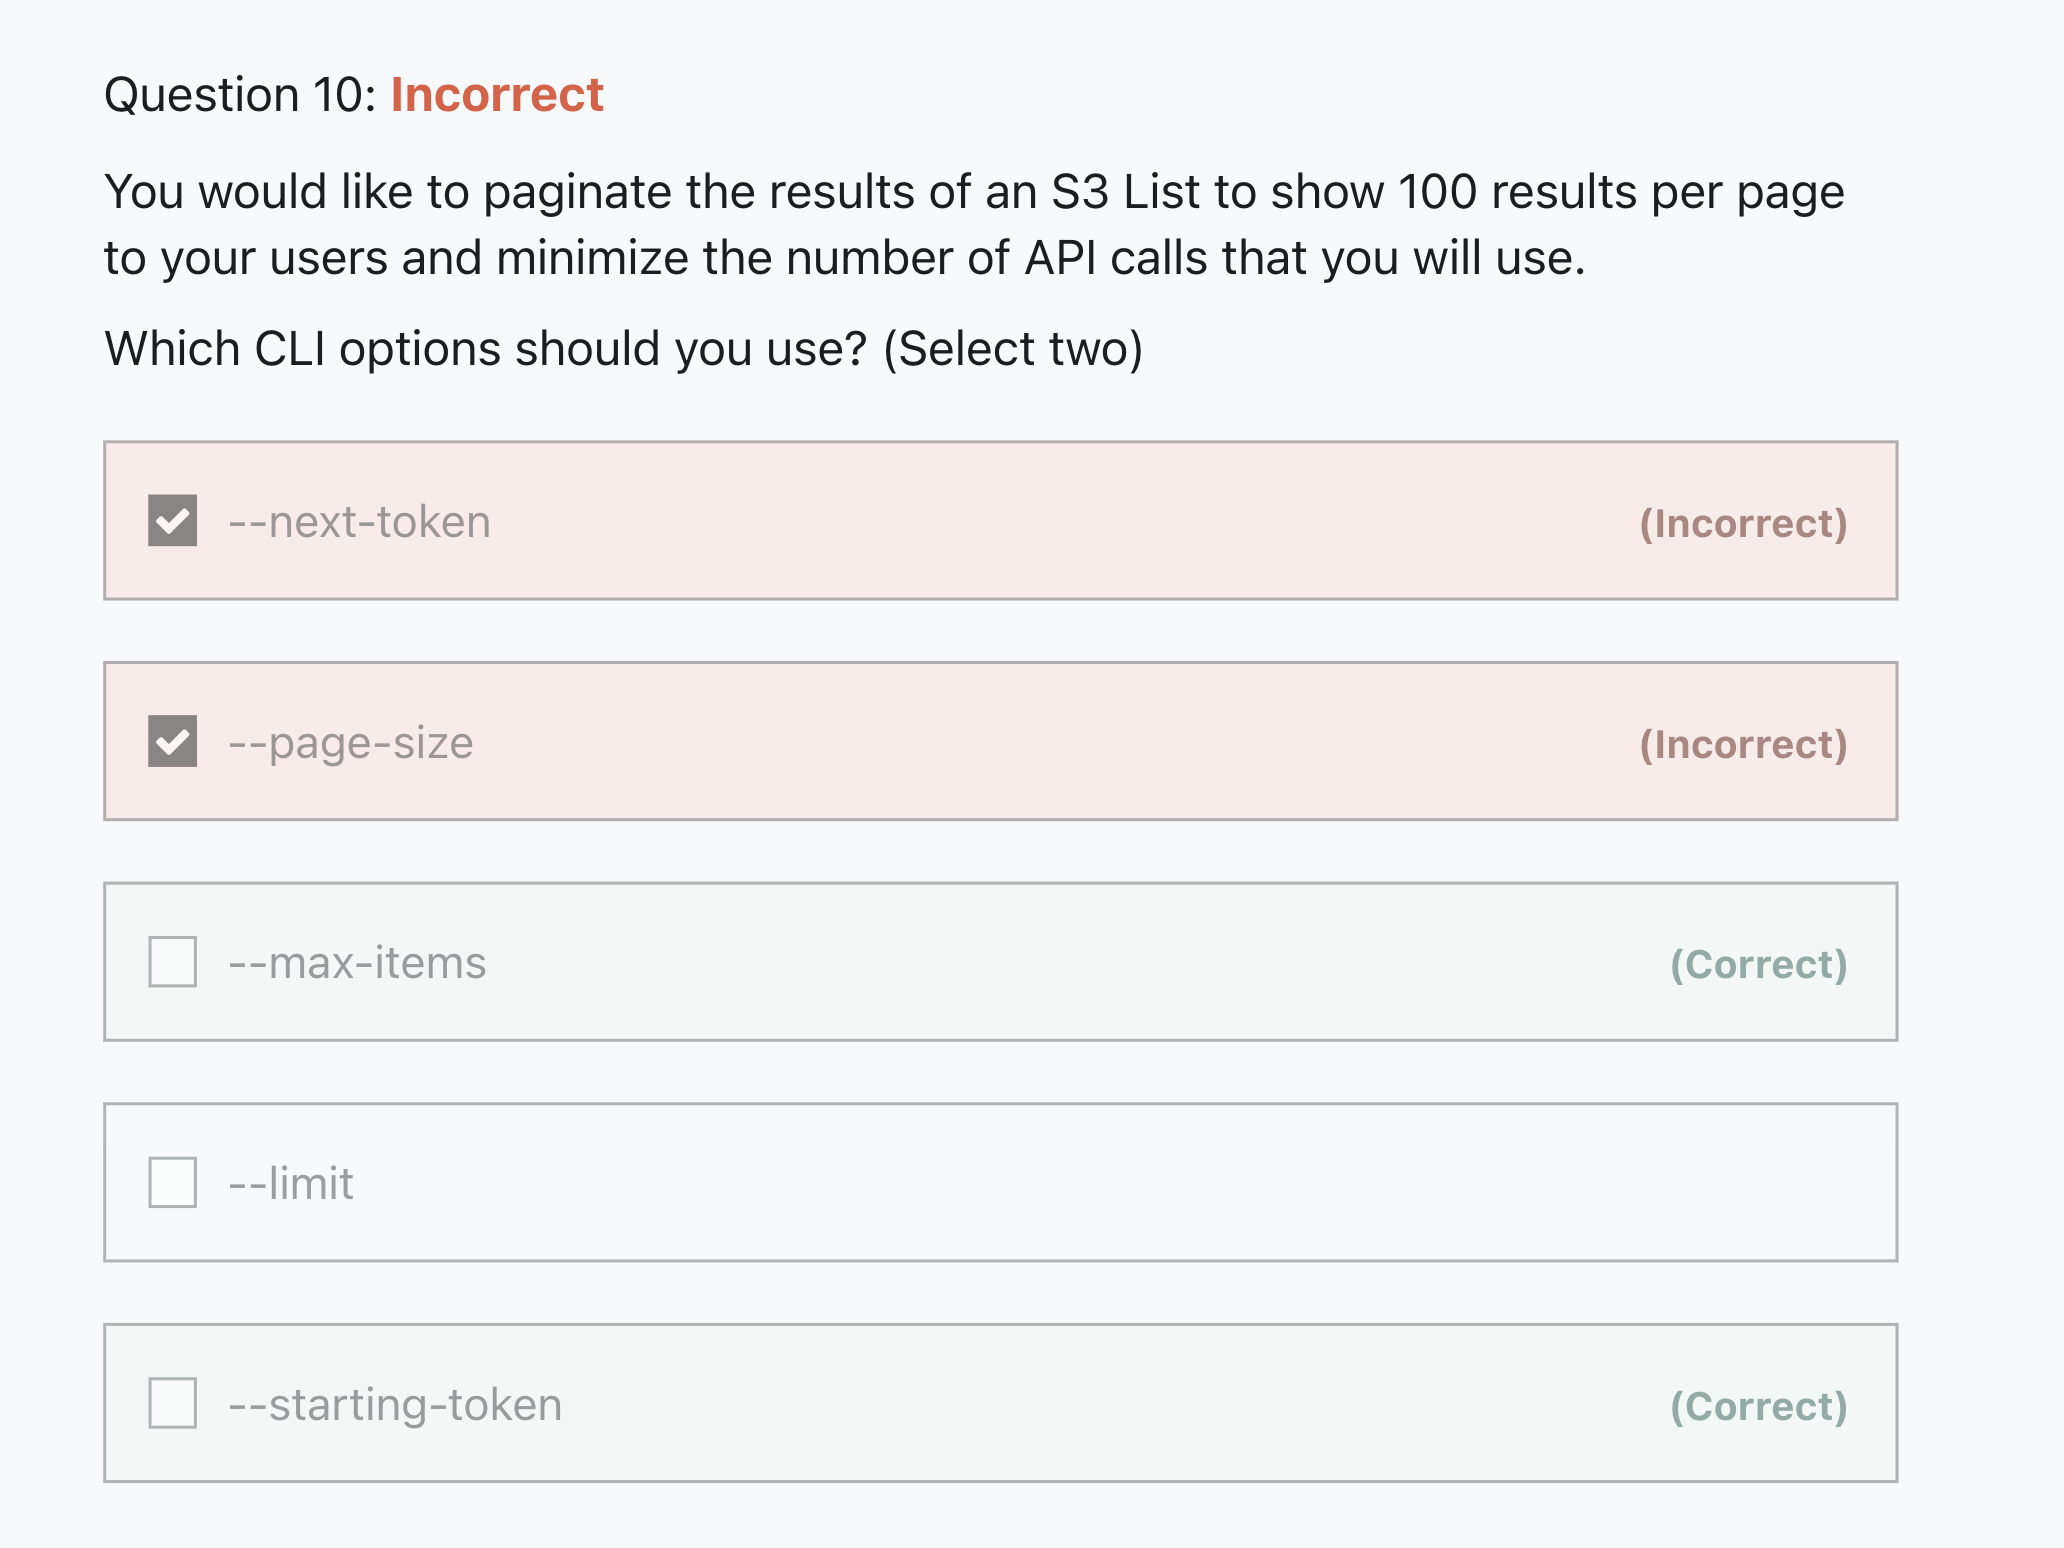 Question 10: Incorrect
You would like to paginate the results of an S3 List to show 100 results per page
to your users and minimize the number of API calls that you will use.
Which CLI options should you use? (Select two)
--next-token (Incorrect)
--page-size (Incorrect)
--max-items (Correct)
--limit
--starting-token (Correct)